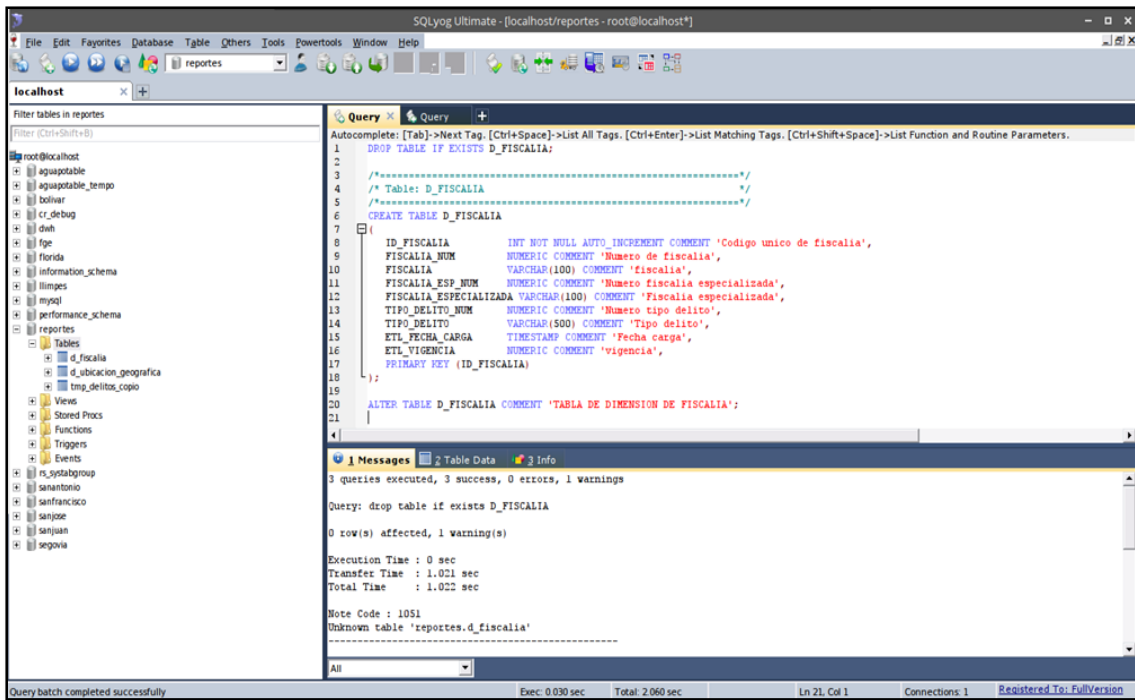 SQLyog Ultimate - [localhost/reportes - root@localhost*]
File Edit Favorites Database Table Others Tools Powertools Window Help
reportes
localhost
Filter tables in reportes
Filter (Ctrl+Shift+B)
root@localhost
aguapotable
aguapotable_tempo
bolivar
cr_debug
dwh
fge
florida
information_schema
llimpes
mysql
performance_schema
reportes
Tables
d_fiscalia
d_ubicacion_geografica
tmp_delitos_copio
Views
Stored Procs
Functions
Triggers
Events
rs_systabgroup
sanantonio
sanfrancisco
sanjose
sanjuan
segovia
Query Query
Autocomplete: [Tab]->Next Tag. [Ctrl+Space]->List All Tags. [Ctrl+Enter]->List Matching Tags. [Ctrl+Shift+Space]->List Function and Routine Parameters.
1 DROP TABLE IF EXISTS D_FISCALIA;
2
3 /*==============================================================*/
4 /* Table: D_FISCALIA */
5 /*==============================================================*/
6 CREATE TABLE D_FISCALIA
7 (
8 ID_FISCALIA INT NOT NULL AUTO_INCREMENT COMMENT 'Codigo unico de fiscalia',
9 FISCALIA_NUM NUMERIC COMMENT 'Numero de fiscalia',
10 FISCALIA VARCHAR(100) COMMENT 'fiscalia',
11 FISCALIA_ESP_NUM NUMERIC COMMENT 'Numero fiscalia especializada',
12 FISCALIA_ESPECIALIZADA VARCHAR(100) COMMENT 'Fiscalia especializada',
13 TIPO_DELITO_NUM NUMERIC COMMENT 'Numero tipo delito',
14 TIPO_DELITO VARCHAR(500) COMMENT 'Tipo delito',
15 ETL_FECHA_CARGA TIMESTAMP COMMENT 'Fecha carga',
16 ETL_VIGENCIA NUMERIC COMMENT 'vigencia',
17 PRIMARY KEY (ID_FISCALIA)
18 );
19
20 ALTER TABLE D_FISCALIA COMMENT 'TABLA DE DIMENSION DE FISCALIA';
21
1 Messages 2 Table Data 3 Info
3 queries executed, 3 success, 0 errors, 1 warnings
Query: drop table if exists D_FISCALIA
0 row(s) affected, 1 warning(s)
Execution Time : 0 sec
Transfer Time : 1.021 sec
Total Time : 1.022 sec
Note Code : 1051
Unknown table 'reportes.d_fiscalia'
---------------------------------------------------
All
Query batch completed successfully Exec: 0.030 sec Total: 2.060 sec Ln 21, Col 1 Connections: 1 Registered To: FullVersion